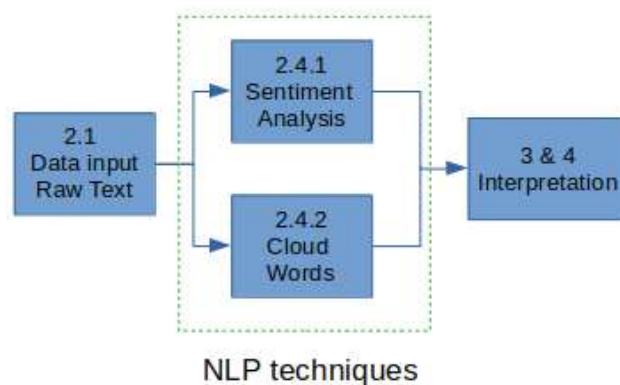 2.1
Data input
Raw Text
2.4.1
Sentiment
Analysis
2.4.2
Cloud
Words
3 & 4
Interpretation
NLP techniques